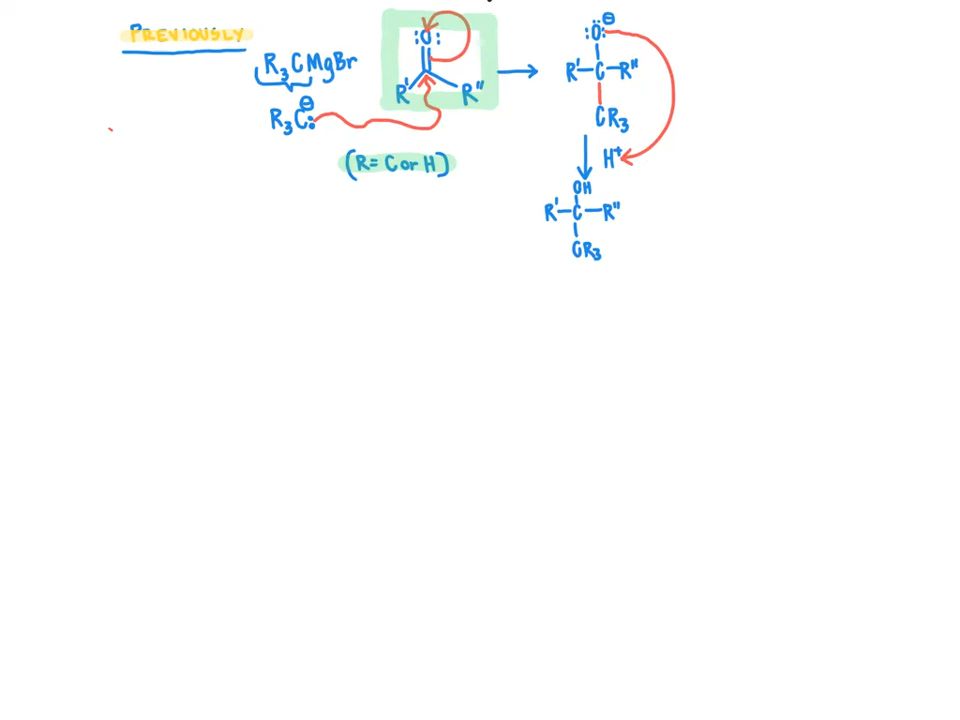 PREVIOUSLY
R₃CMgBr
R₃C:⊖
:O:
R' R"
(R= C or H)
:Ö:⊖
R'–C–R"
CR₃
H⁺
OH
R'–C–R"
CR₃